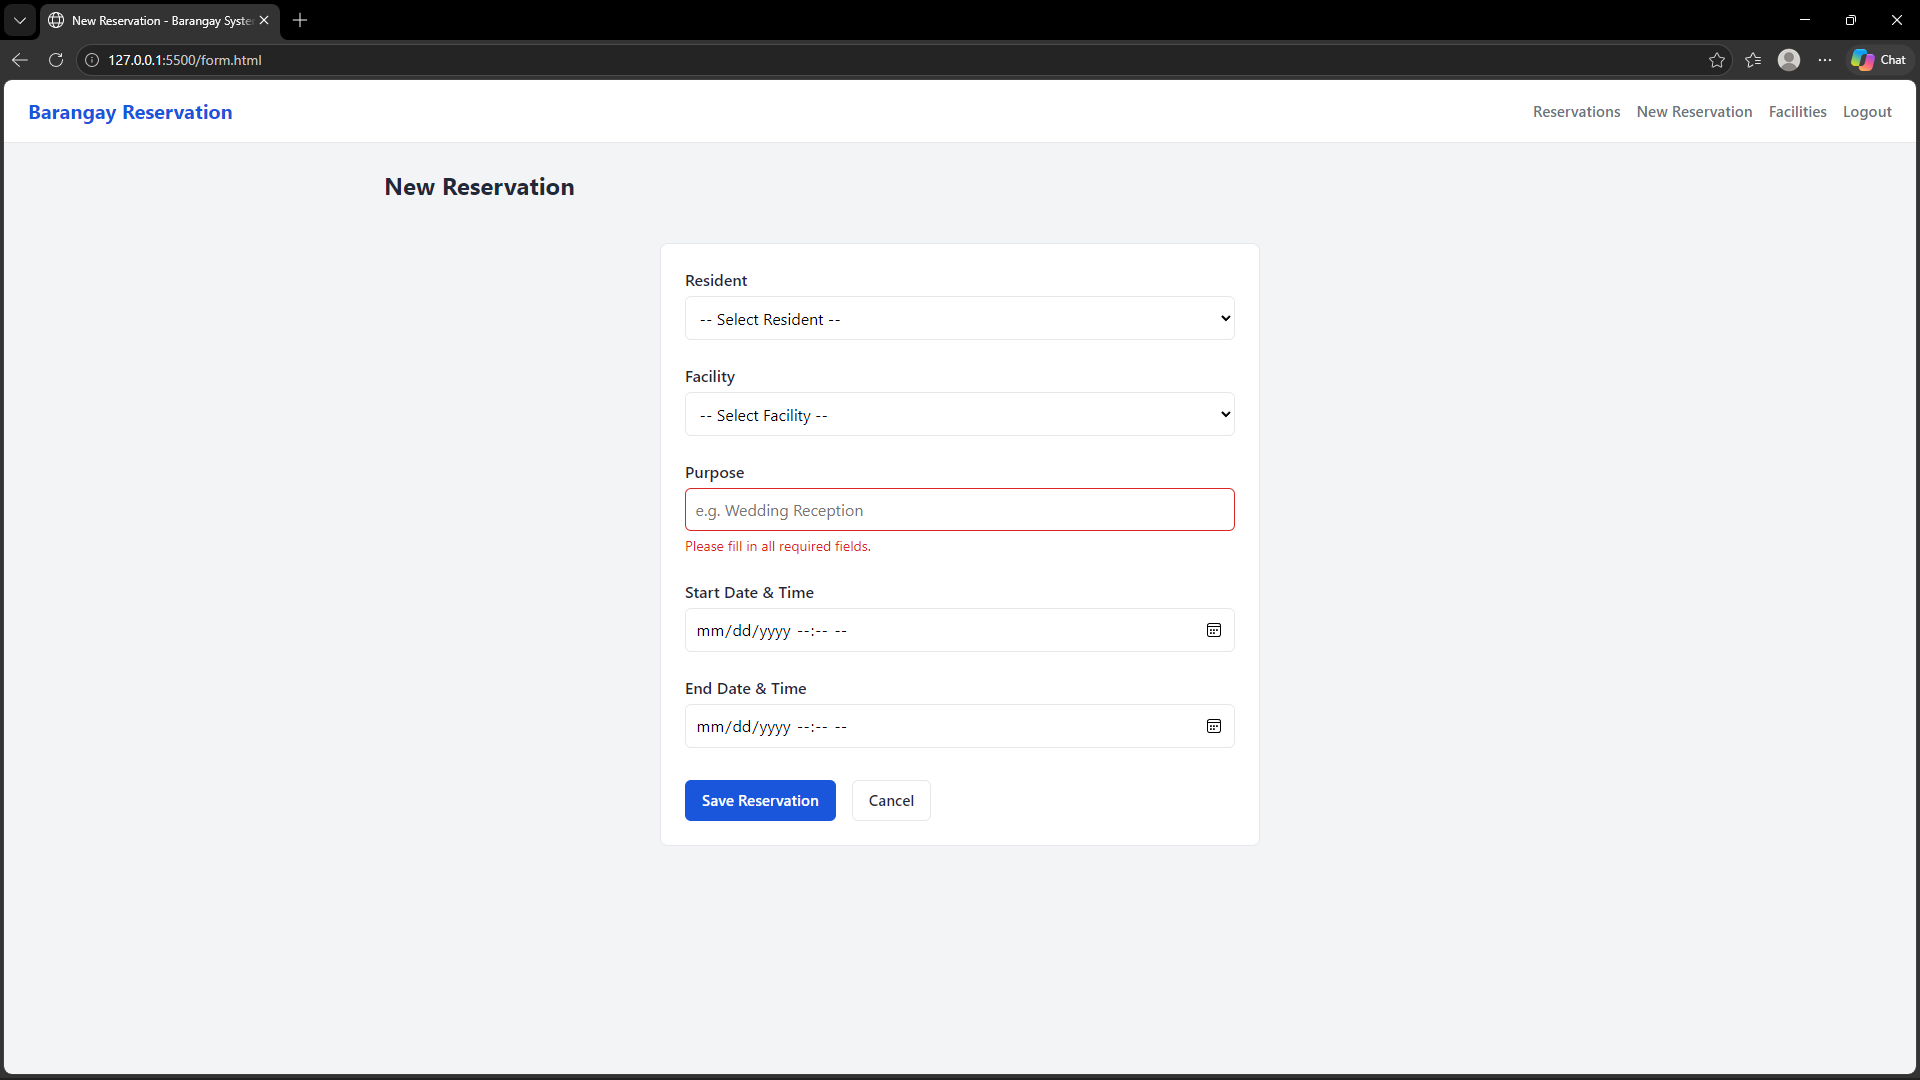 New Reservation - Barangay Syste
127.0.0.1:5500/form.html
Chat
Barangay Reservation
Reservations New Reservation Facilities Logout
New Reservation
Resident
-- Select Resident --
Facility
-- Select Facility --
Purpose
e.g. Wedding Reception
Please fill in all required fields.
Start Date & Time
mm/dd/yyyy --:-- --
End Date & Time
mm/dd/yyyy --:-- --
Save Reservation Cancel